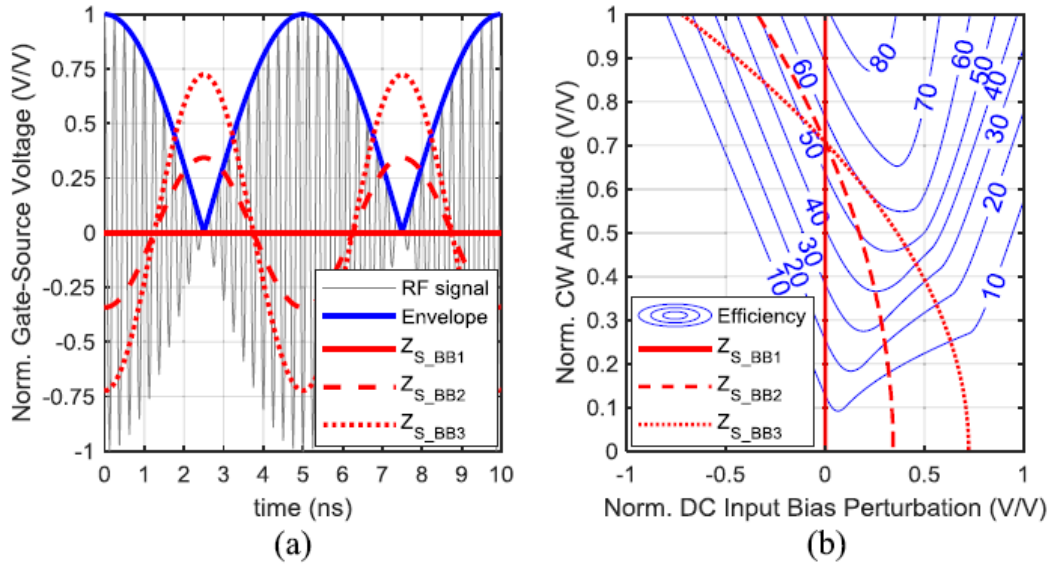 Norm. Gate-Source Voltage (V/V)
1
0.75
0.5
0.25
0
-0.25
-0.5
-0.75
-1
RF signal
Envelope
Z_S_BB1
Z_S_BB2
Z_S_BB3
0 1 2 3 4 5 6 7 8 9 10
time (ns)
(a)
Norm. CW Amplitude (V/V)
1
0.9
0.8
0.7
0.6
0.5
0.4
0.3
0.2
0.1
0
80
70
60
50
40
30
20
10
60
50
40
30
20
10
Efficiency
Z_S_BB1
Z_S_BB2
Z_S_BB3
-1 -0.5 0 0.5 1
Norm. DC Input Bias Perturbation (V/V)
(b)